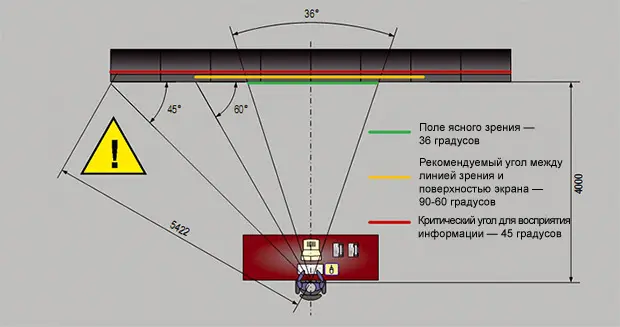 36°
45°
60°
!
Поле ясного зрения —
36 градусов
Рекомендуемый угол между
линией зрения и
поверхностью экрана —
90-60 градусов
Критический угол для восприятия
информации — 45 градусов
4000
5422